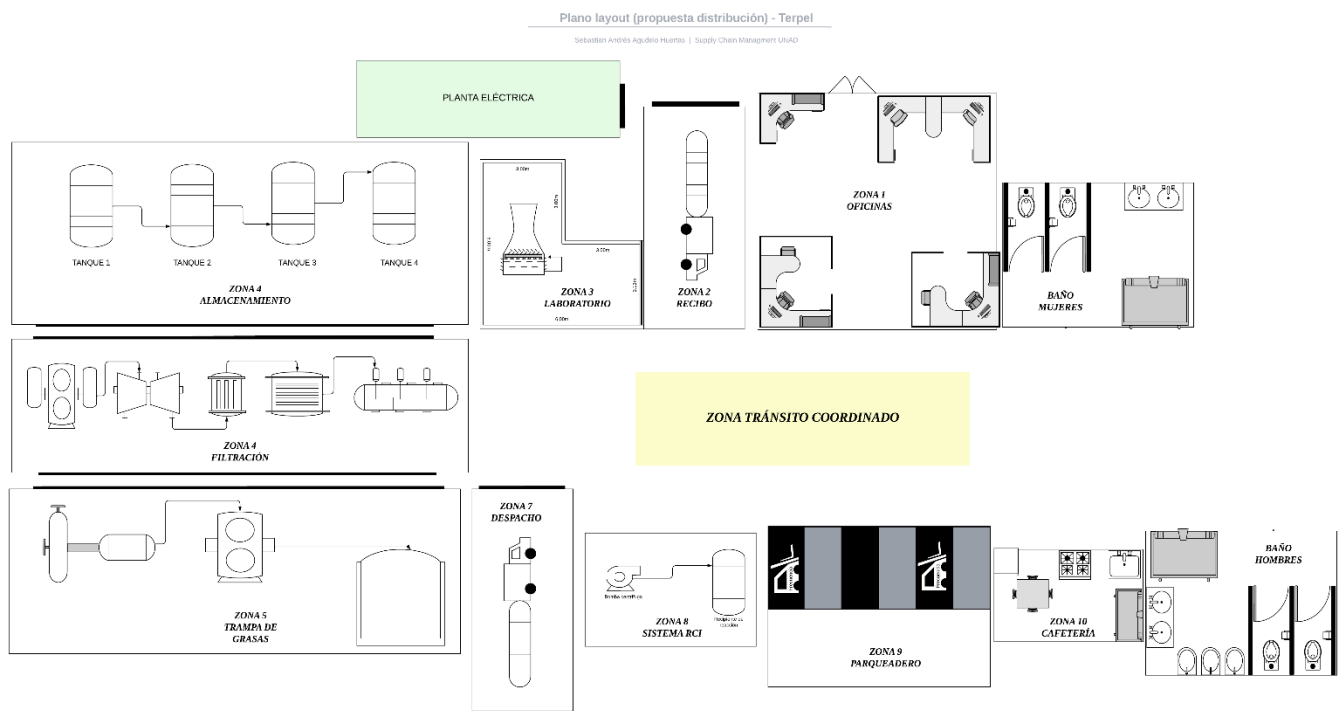 Plano layout (propuesta distribución) - Terpel
Sebastian Andrés Agudelo Huertas | Supply Chain Managment UNAD
PLANTA ELÉCTRICA
TANQUE 1
TANQUE 2
TANQUE 3
TANQUE 4
ZONA 4
ALMACENAMIENTO
ZONA 3
LABORATORIO
6.00m
ZONA 2
RECIBO
ZONA 1
OFICINAS
BAÑO
MUJERES
ZONA 4
FILTRACIÓN
ZONA TRÁNSITO COORDINADO
ZONA 5
TRAMPA DE
GRASAS
ZONA 7
DESPACHO
ZONA 8
SISTEMA RCI
ZONA 9
PARQUEADERO
ZONA 10
CAFETERÍA
BAÑO
HOMBRES